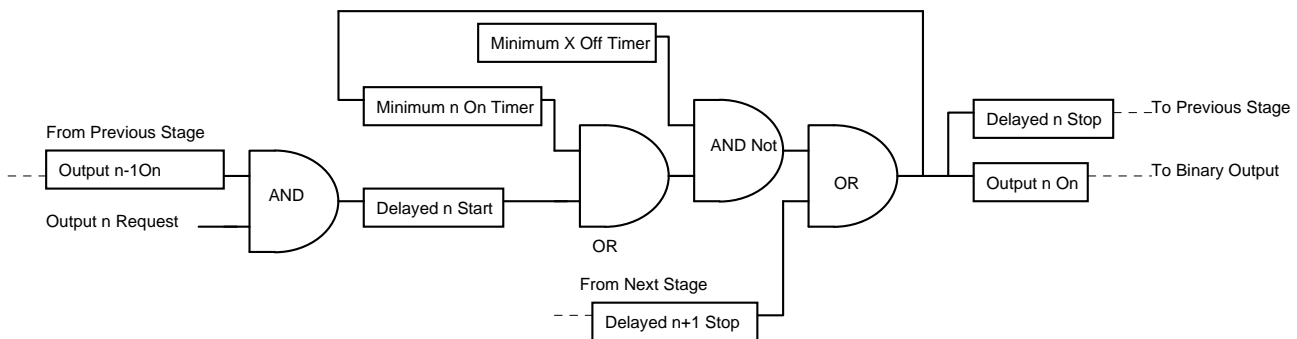 Minimum X Off Timer
Minimum n On Timer
From Previous Stage
Output n-1On
AND
Output n Request
Delayed n Start
OR
AND Not
OR
Delayed n Stop
To Previous Stage
Output n On
To Binary Output
From Next Stage
Delayed n+1 Stop